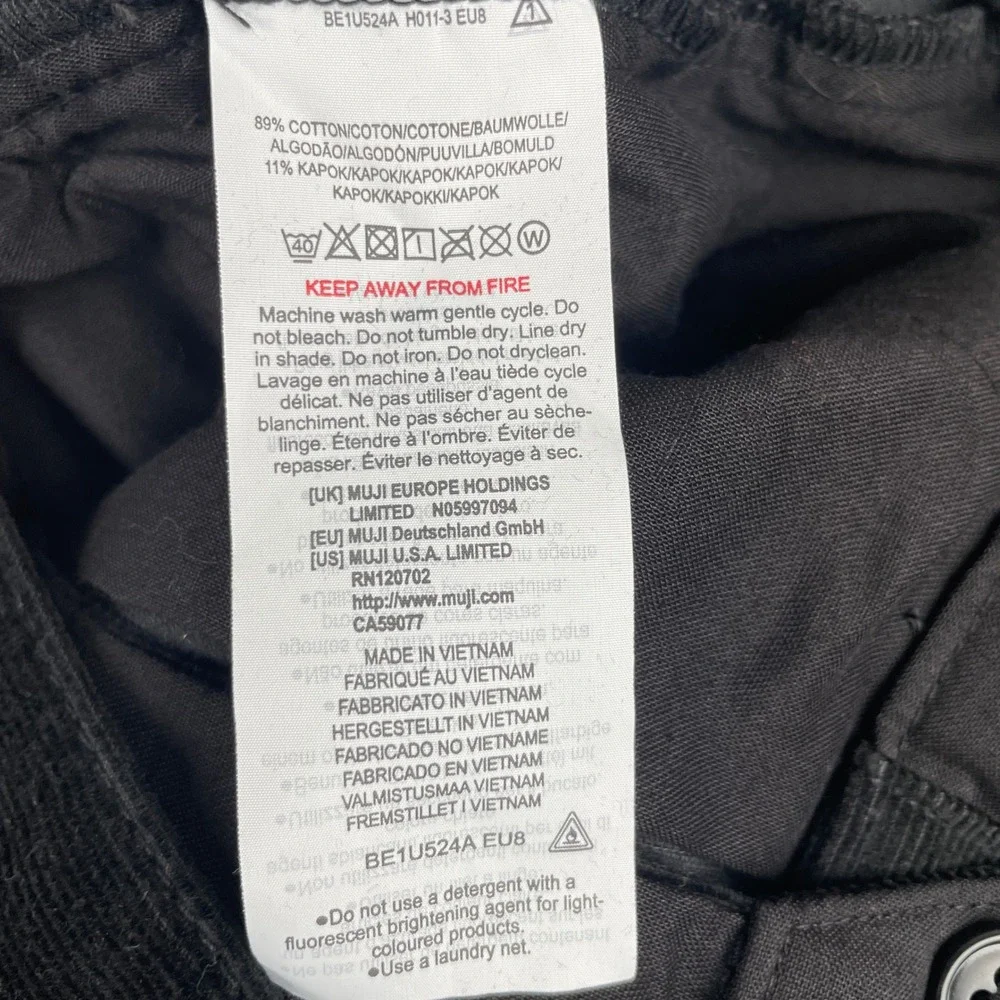 BE1U524A H011-3 EU8
89% COTTON/COTON/COTONE/BAUMWOLLE/
ALGODÃO/ALGODÓN/PUUVILLA/BOMULD
11% KAPOK/KAPOK/KAPOK/KAPOK/KAPOK/
KAPOK/KAPOKKI/KAPOK
40 W
KEEP AWAY FROM FIRE
Machine wash warm gentle cycle. Do
not bleach. Do not tumble dry. Line dry
in shade. Do not iron. Do not dryclean.
Lavage en machine à l'eau tiède cycle
délicat. Ne pas utiliser d'agent de
blanchiment. Ne pas sécher au sèche-
linge. Étendre à l'ombre. Éviter de
repasser. Éviter le nettoyage à sec.
[UK] MUJI EUROPE HOLDINGS
LIMITED N05997094
[EU] MUJI Deutschland GmbH
[US] MUJI U.S.A. LIMITED
RN120702
http://www.muji.com
CA59077
MADE IN VIETNAM
FABRIQUÉ AU VIETNAM
FABBRICATO IN VIETNAM
HERGESTELLT IN VIETNAM
FABRICADO NO VIETNAME
FABRICADO EN VIETNAM
VALMISTUSMAA VIETNAM
FREMSTILLET I VIETNAM
BE1U524A EU8
●Do not use a detergent with a
fluorescent brightening agent for light-
coloured products.
●Use a laundry net.